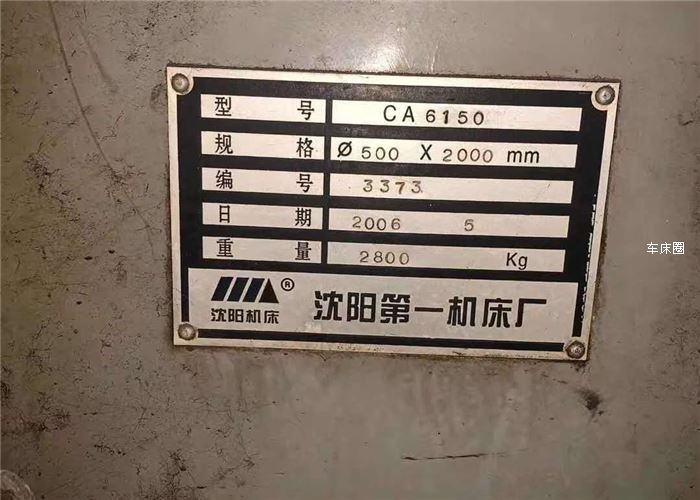 型 号 CA6150
规 格 Ø500 X 2000 mm
编 号 3373
日 期 2006 5
重 量 2800 Kg
沈阳机床 ® 沈阳第一机床厂
车床圈